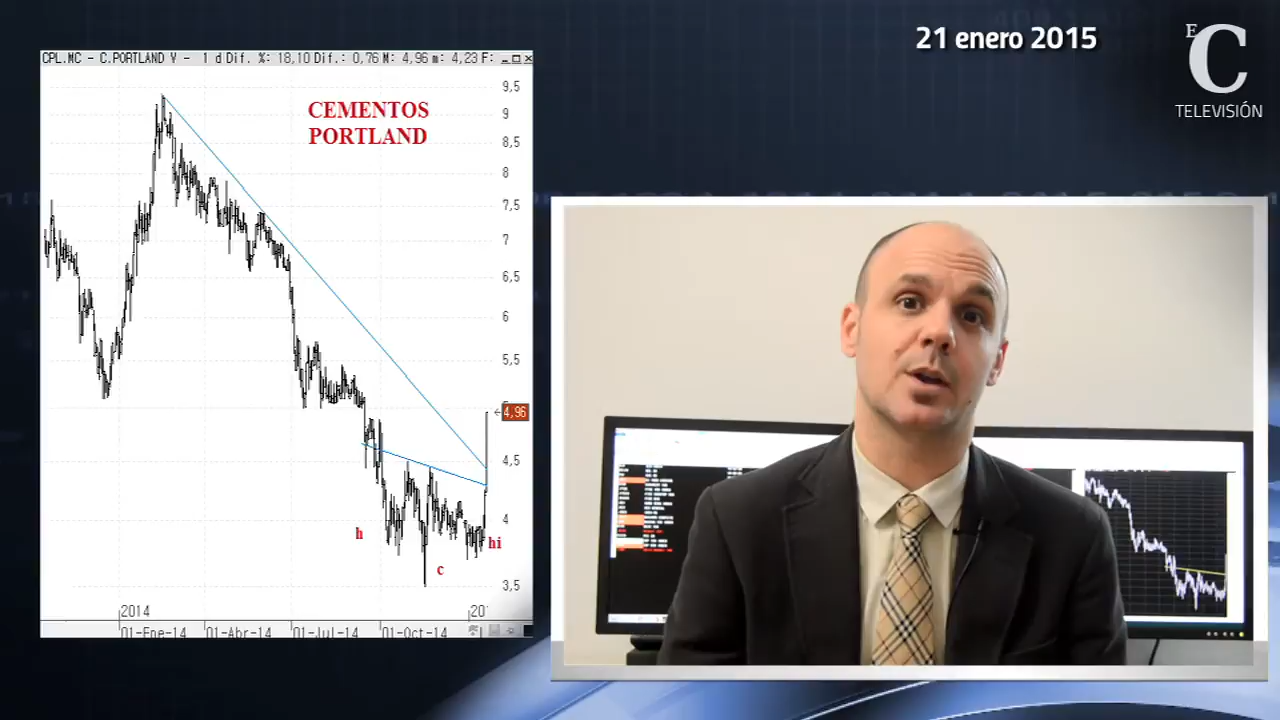 21 enero 2015
E
C
TELEVISIÓN
CPL.MC - C.PORTLAND V - 1 d Dif. %: 18,10 Dif.: 0,76 M: 4,96 m: 4,23 F:
CEMENTOS
PORTLAND
9,5
9
8,5
8
7,5
7
6,5
6
5,5
4,96
4,5
4
3,5
h
c
hi
2014
20
01-Ene-14 01-Abr-14 01-Jul-14 01-Oct-14